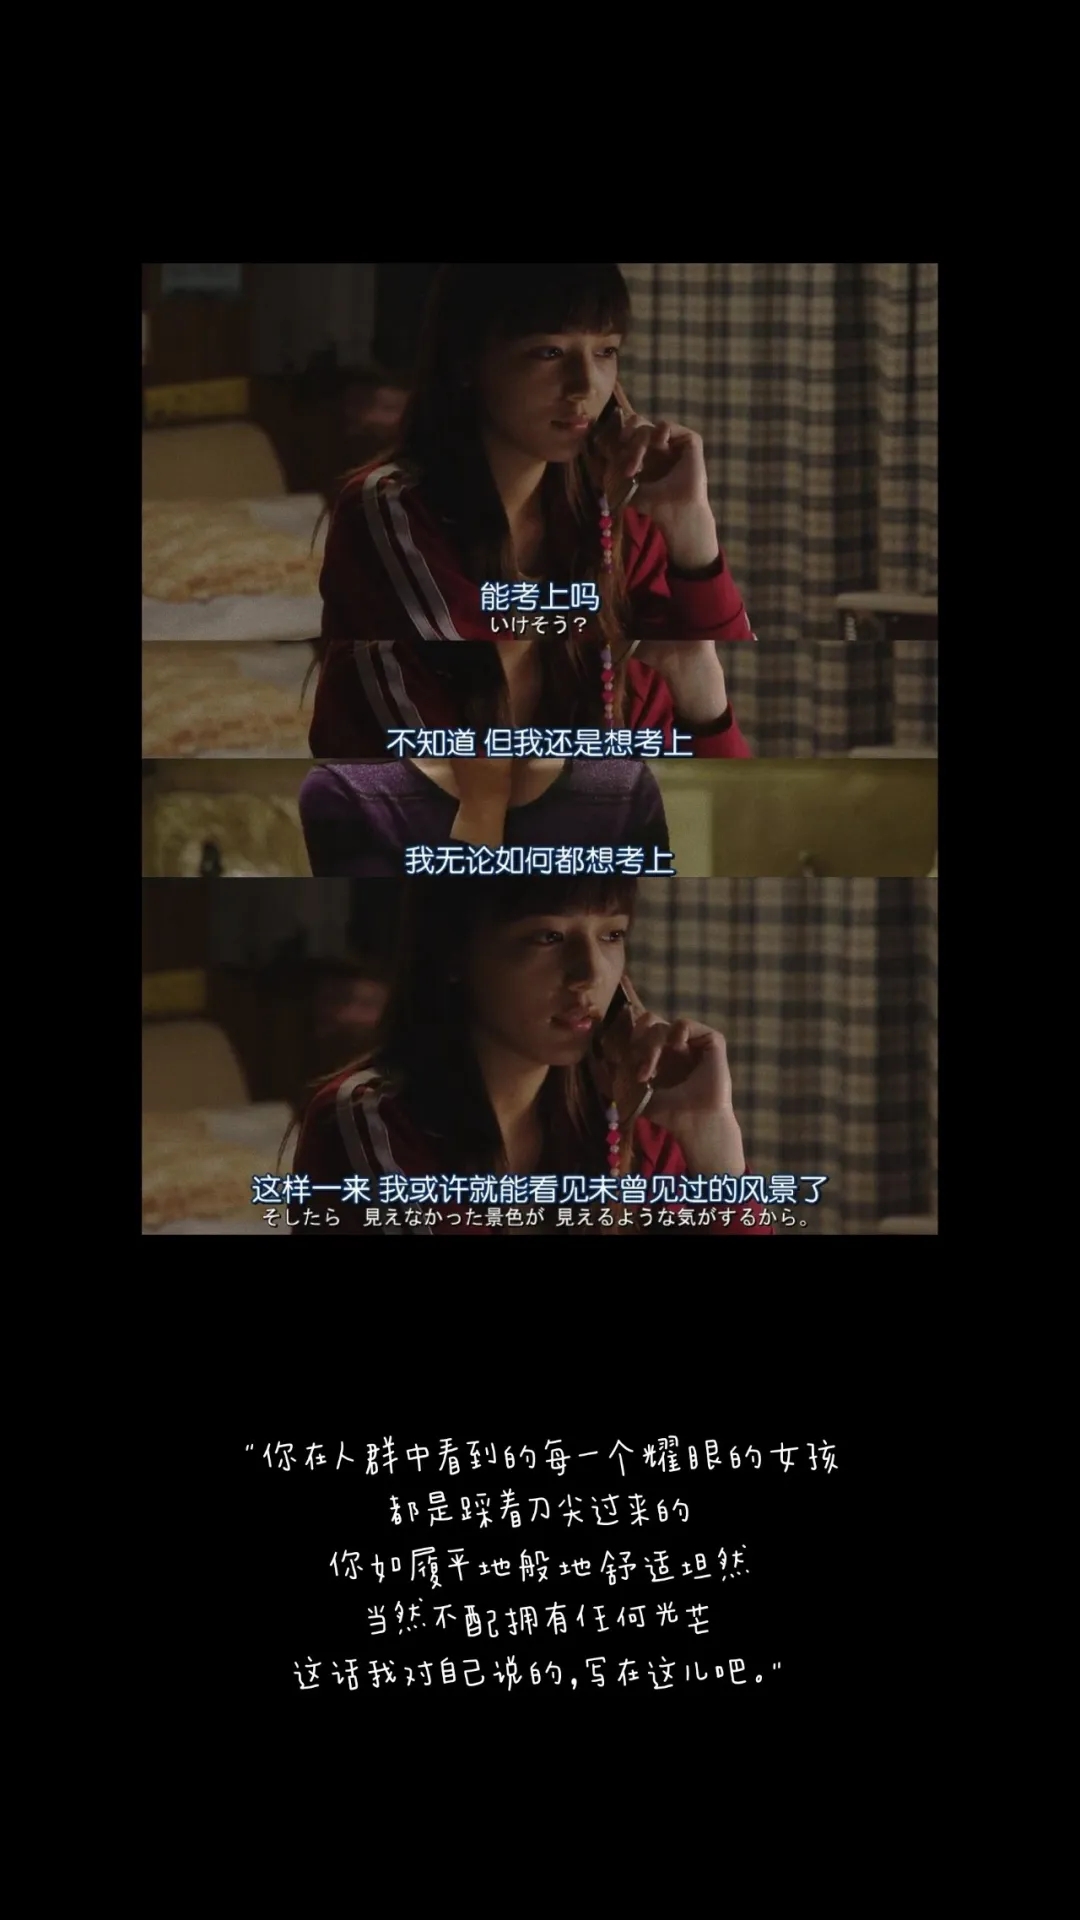 能考上吗
いけそう？
不知道 但我还是想考上
我无论如何都想考上
这样一来 我或许就能看见未曾见过的风景了
そしたら 見えなかった景色が 見えるような気がするから。
"你在人群中看到的每一个耀眼的女孩
都是踩着刀尖过来的
你如履平地般地舒适坦然
当然不配拥有任何光芒
这话我对自己说的,写在这儿吧。"